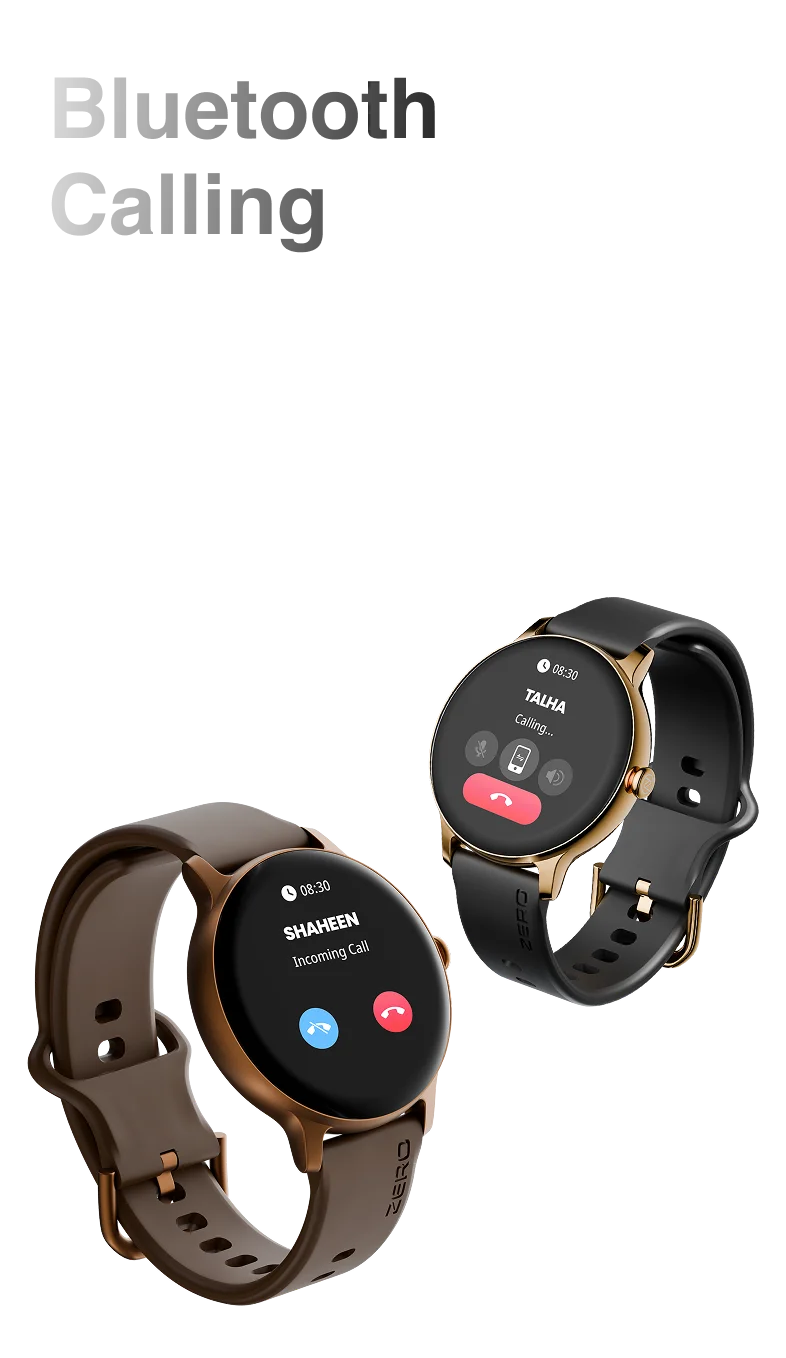 Bluetooth
Calling
08:30
TALHA
Calling...
ZERO
08:30
SHAHEEN
Incoming Call
ZERO